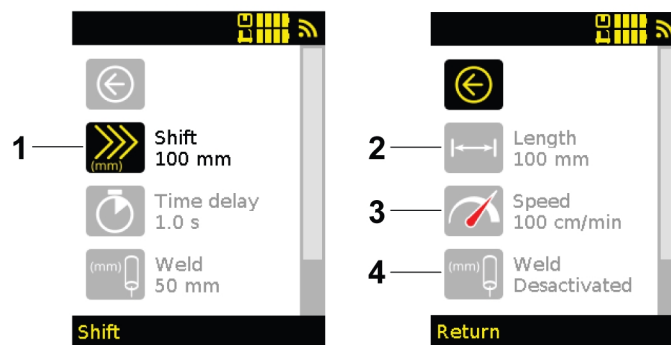 1
(mm)
Shift
100 mm
Time delay
1.0 s
(mm)
Weld
50 mm
Shift
2
Length
100 mm
3
Speed
100 cm/min
4
(mm)
Weld
Desactivated
Return